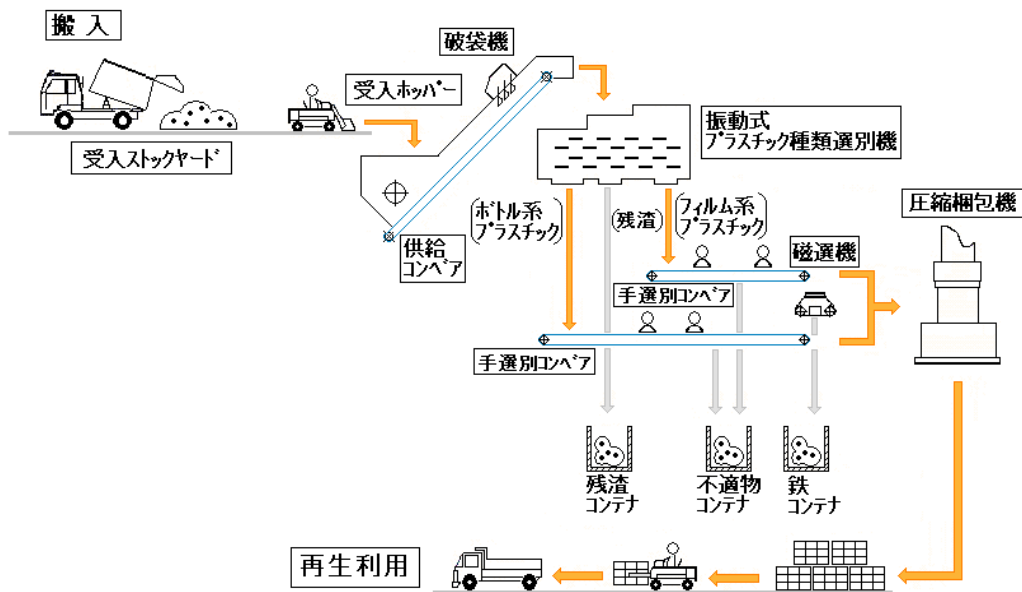 搬 入
破袋機
受入ホッパー
受入ストックヤード
振動式
プラスチック種類選別機
供給
コンベア
(ボトル系
プラスチック)
(残渣)
(フィルム系
プラスチック)
圧縮梱包機
磁選機
手選別コンベア
手選別コンベア
残渣
コンテナ
不適物
コンテナ
鉄
コンテナ
再生利用